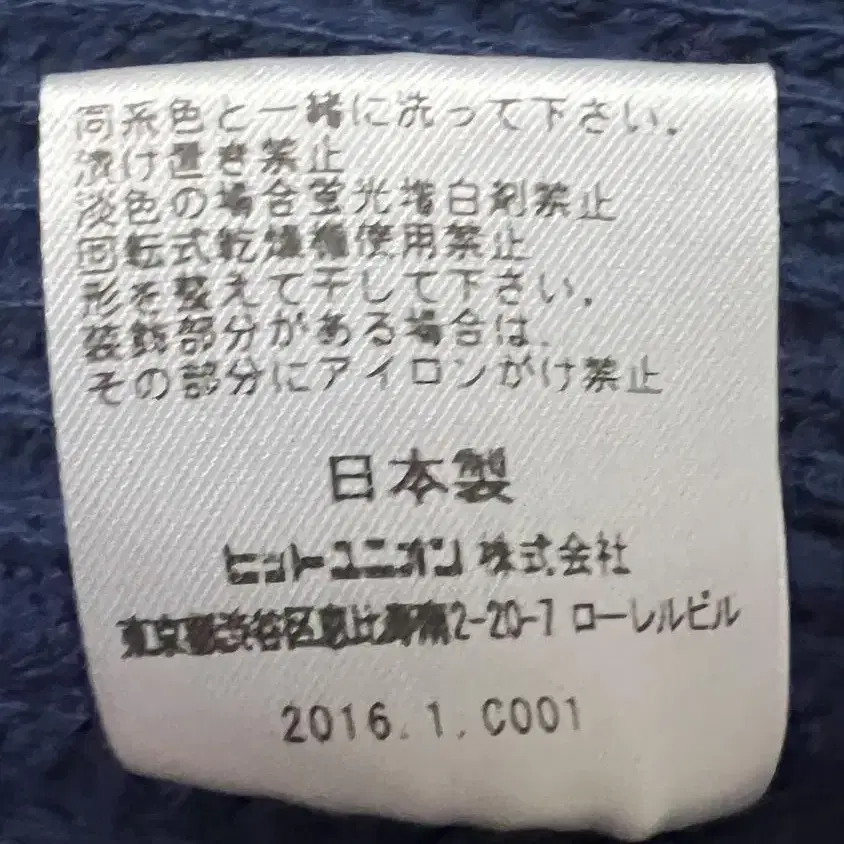 同系色と一緒に洗って下さい。
漬け置き禁止
淡色の場合蛍光増白剤禁止
回転式乾燥機使用禁止
形を整えて干して下さい。
装飾部分がある場合は、
その部分にアイロンがけ禁止
日本製
ヒットユニオン株式会社
東京都渋谷区恵比寿南2-20-7 ローレルビル
2016.1.C001